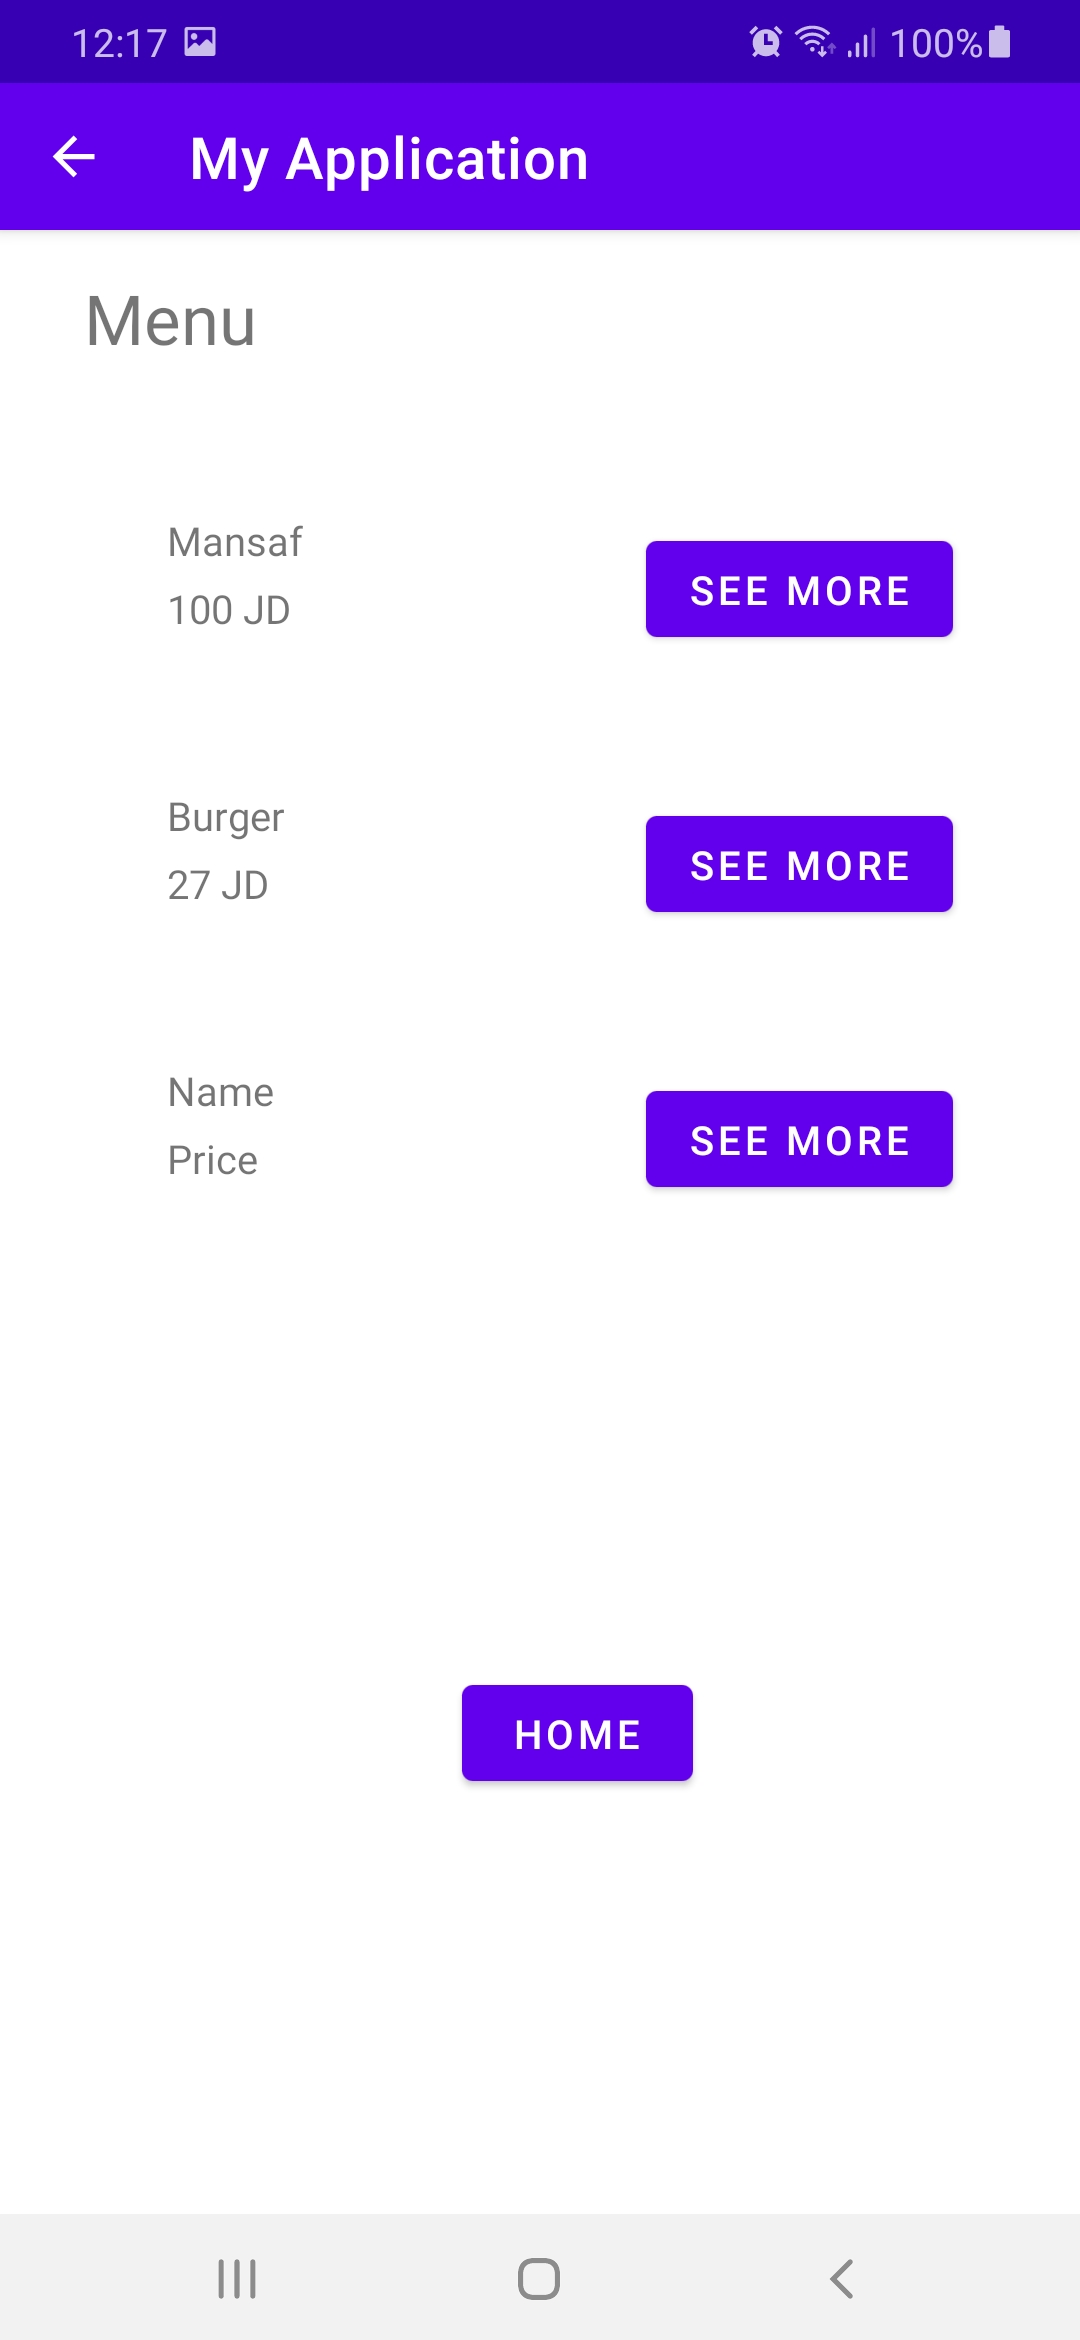 12:17 100%
My Application
Menu
Mansaf
100 JD
SEE MORE
Burger
27 JD
SEE MORE
Name
Price
SEE MORE
HOME